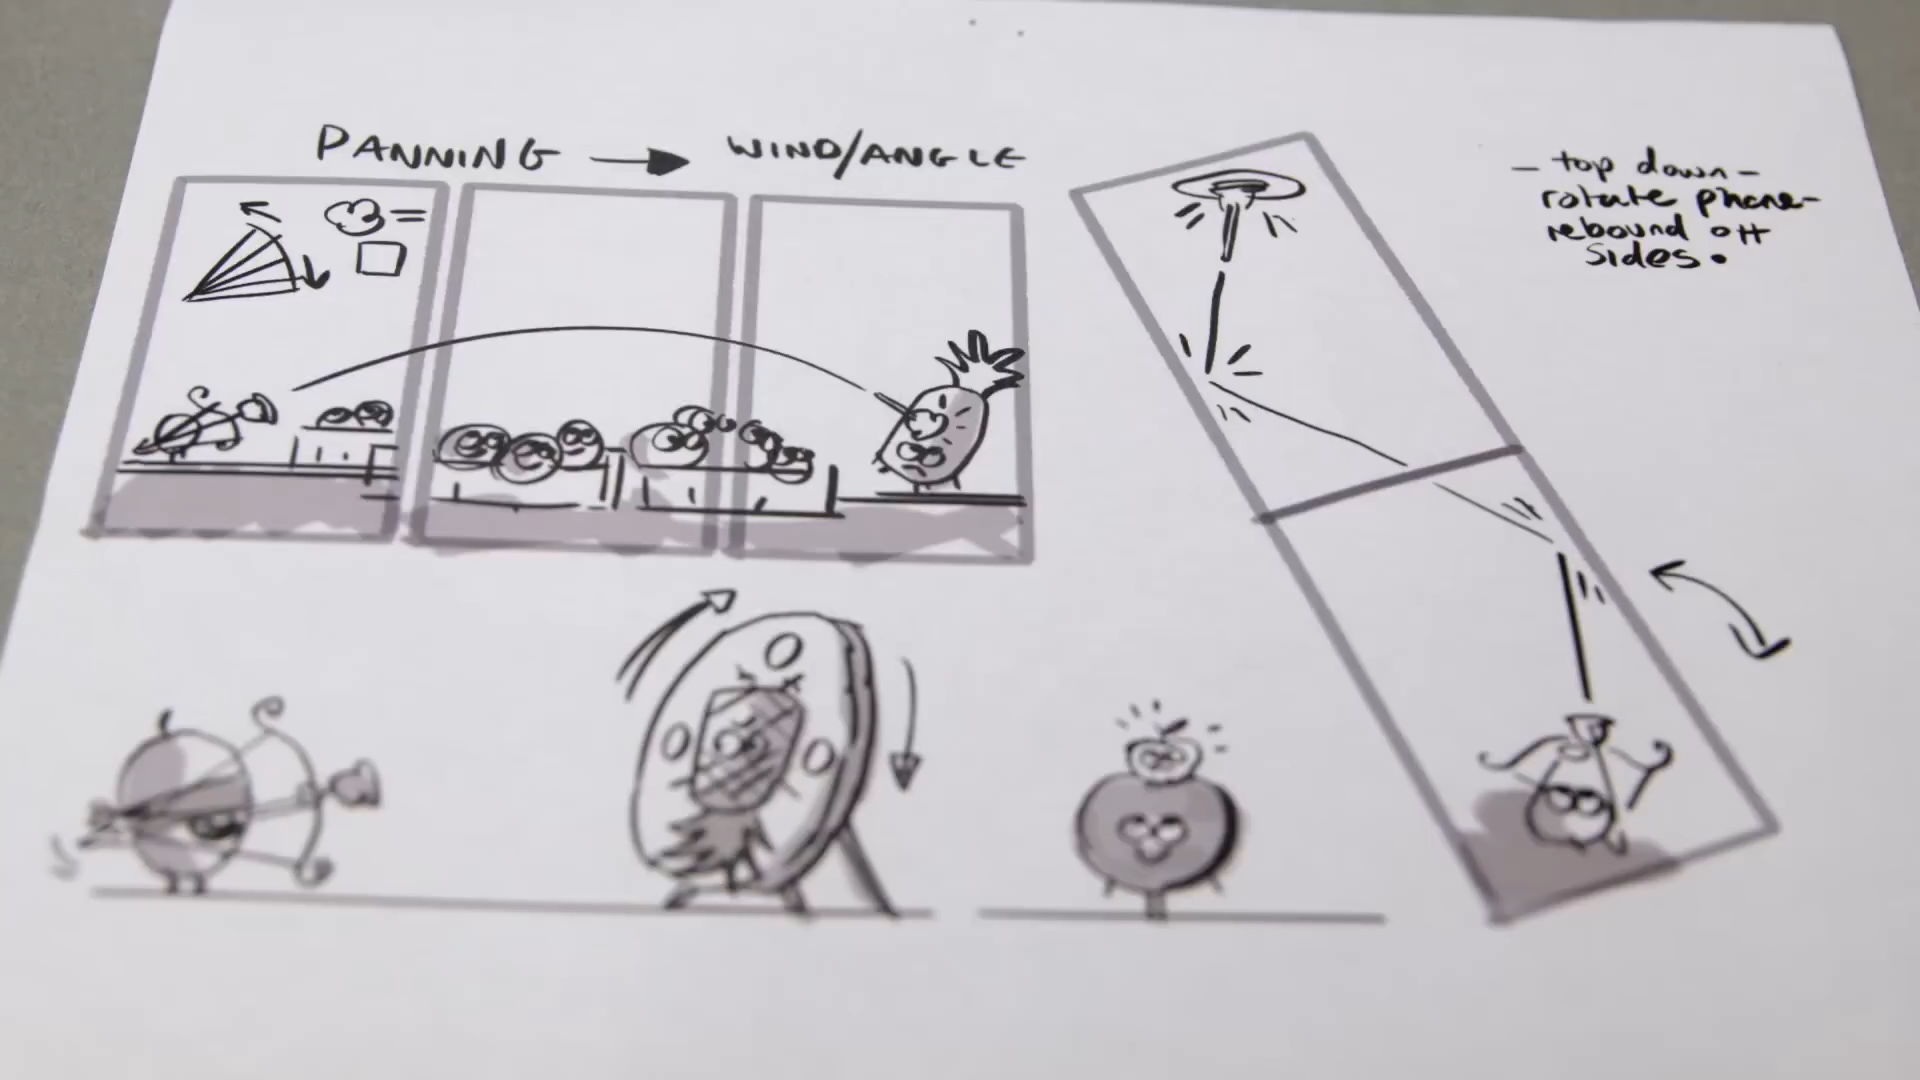 PANNING → WIND/ANGLE
- top down -
rotate phone -
rebound off
sides.